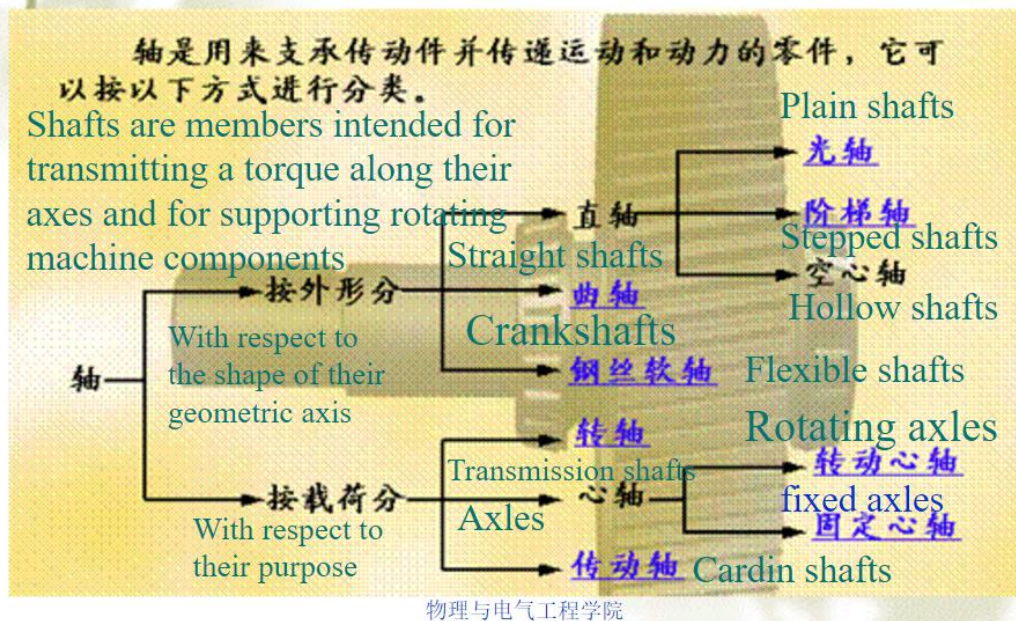 轴是用来支承传动件并传递运动和动力的零件，它可
以按以下方式进行分类。
Shafts are members intended for
transmitting a torque along their
axes and for supporting rotating
machine components
Plain shafts
光轴
直轴
阶梯轴
Straight shafts
Stepped shafts
空心轴
Hollow shafts
按外形分
With respect to
the shape of their
geometric axis
曲轴
Crankshafts
钢丝软轴
Flexible shafts
轴
转轴
Transmission shafts
Rotating axles
转动心轴
按载荷分
With respect to
their purpose
心轴
Axles
fixed axles
固定心轴
传动轴
Cardin shafts
物理与电气工程学院